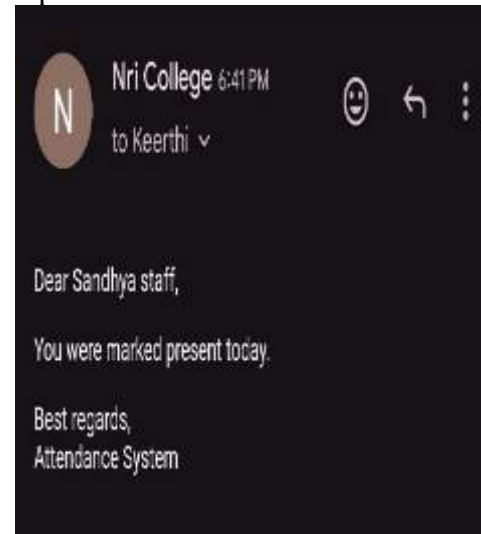 N
Nri College 6:41 PM
to Keerthi
Dear Sandhya staff,
You were marked present today.
Best regards,
Attendance System